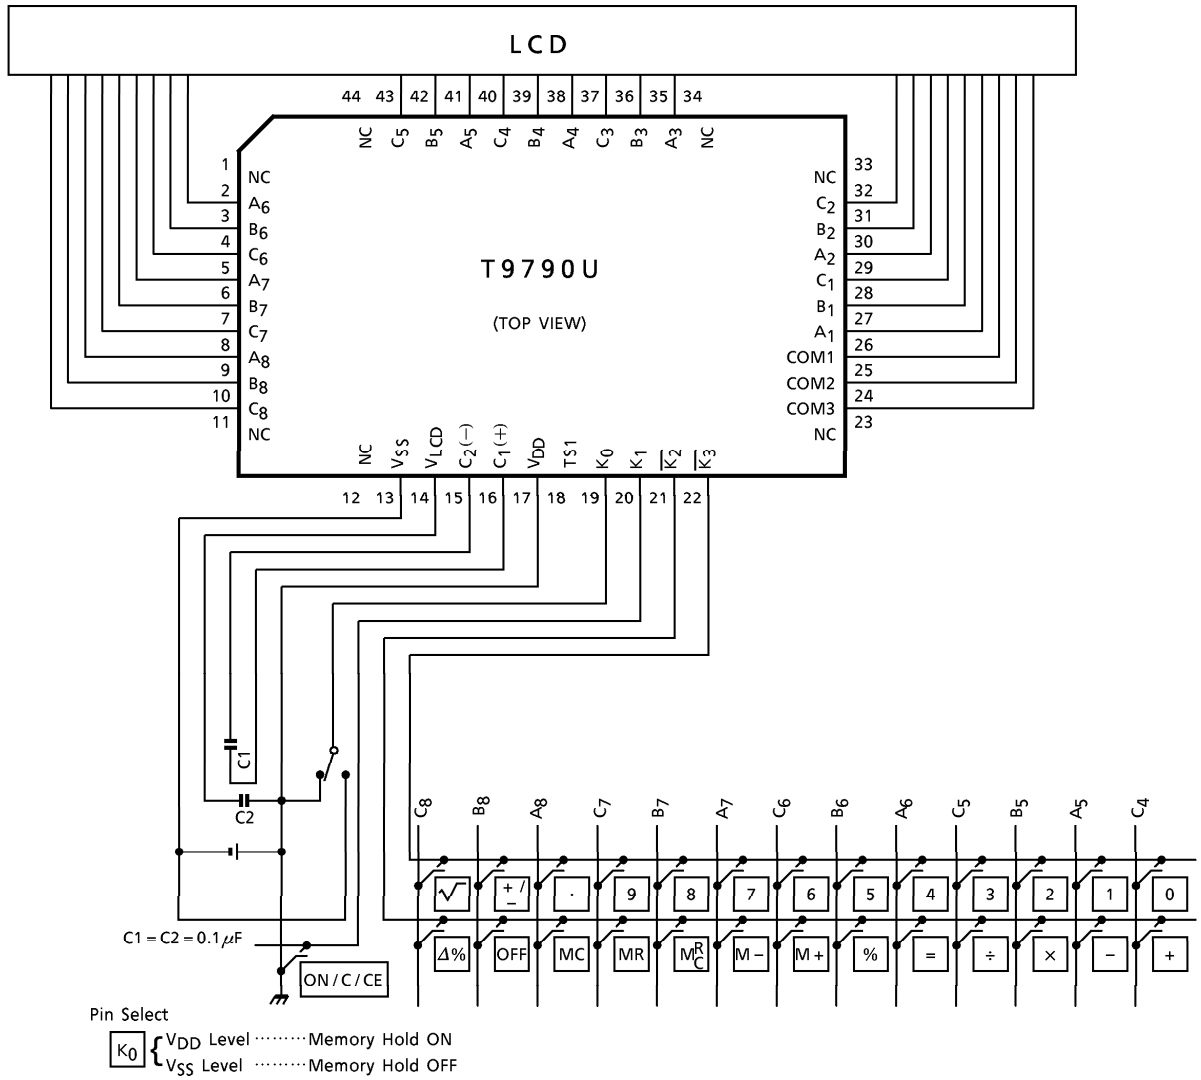 LCD
44 43 42 41 40 39 38 37 36 35 34
NC C5 B5 A5 C4 B4 A4 C3 B3 A3 NC
1 NC
2 A6
3 B6
4 C6
5 A7
6 B7
7 C7
8 A8
9 B8
10 C8
11 NC
T9790U
(TOP VIEW)
NC 33
C2 32
B2 31
A2 30
C1 29
B1 28
A1 27
COM1 26
COM2 25
COM3 24
NC 23
NC VSS VLCD C2(−) C1(+) VDD TS1 K0 K1 K̅2̅ K̅3̅
12 13 14 15 16 17 18 19 20 21 22
C1
C2
C8 B8 A8 C7 B7 A7 C6 B6 A6 C5 B5 A5 C4
√ +/− · 9 8 7 6 5 4 3 2 1 0
Δ% OFF MC MR MRC M− M+ % = ÷ × − +
C1 = C2 = 0.1 μF
ON / C / CE
Pin Select
K0 { VDD Level ········· Memory Hold ON
VSS Level ········· Memory Hold OFF